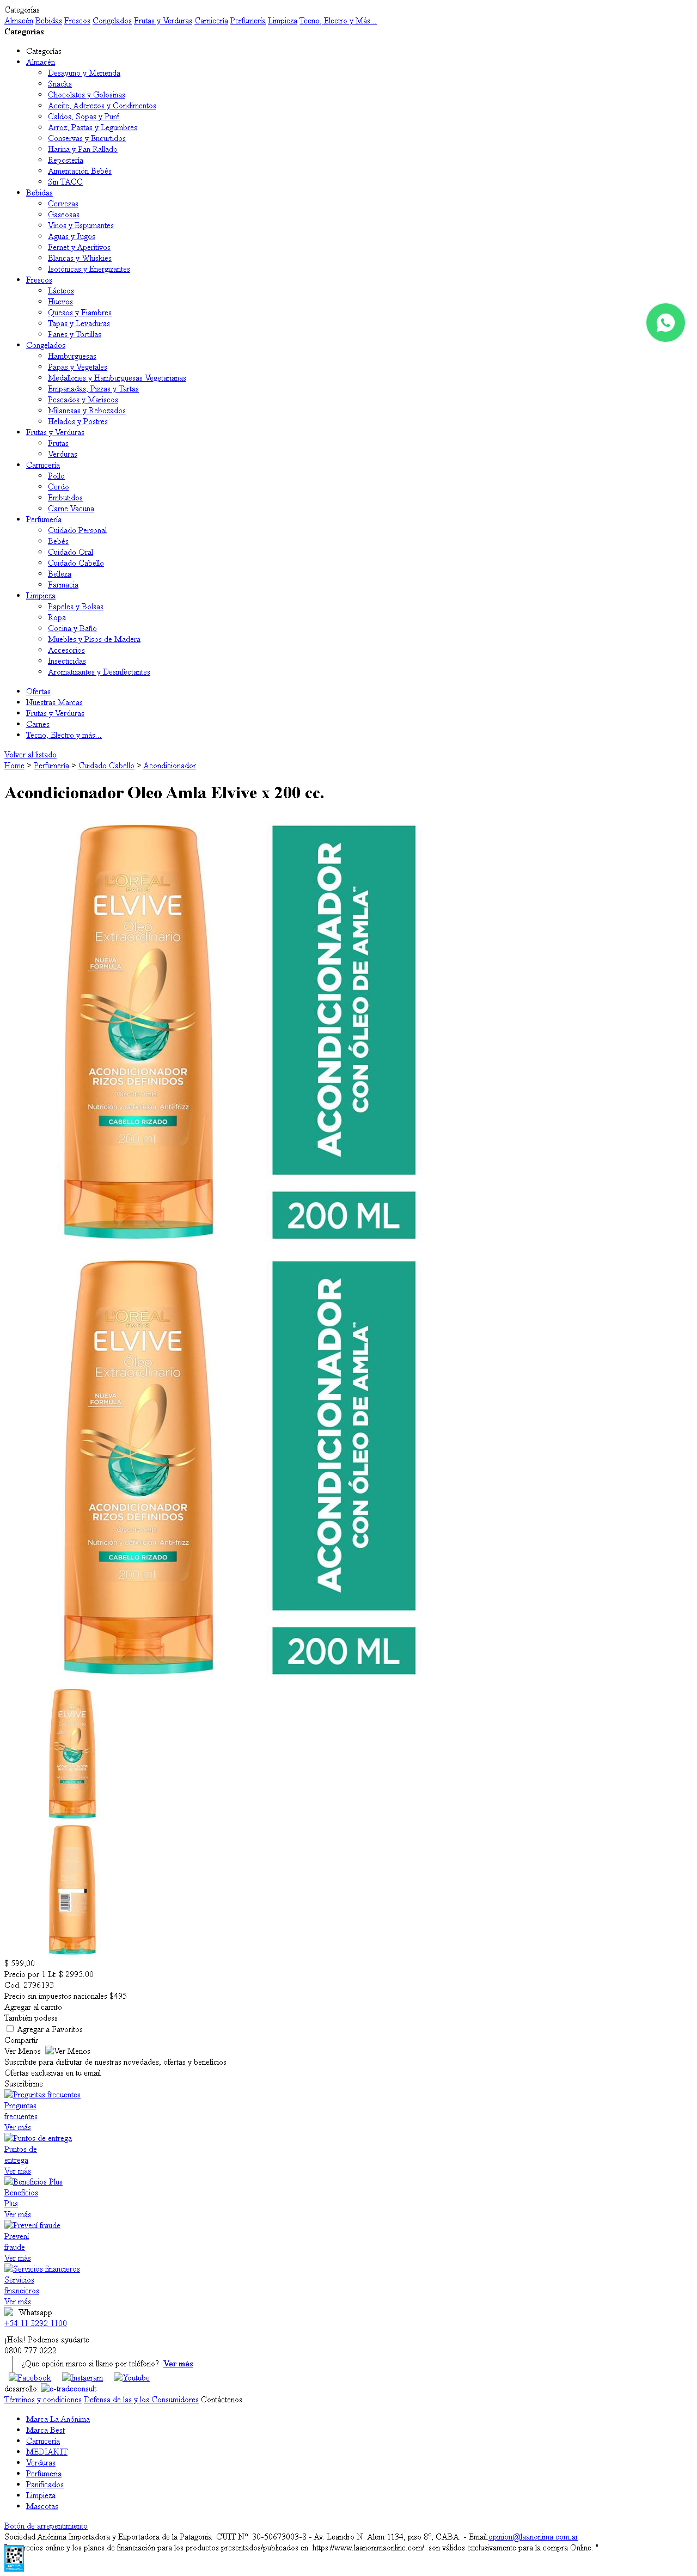 Categorías
Almacén Bebidas Frescos Congelados Frutas y Verduras Carnicería Perfumería Limpieza Tecno, Electro y Más...
Categorias
Categorías
Almacén
Desayuno y Merienda
Snacks
Chocolates y Golosinas
Aceite, Aderezos y Condimentos
Caldos, Sopas y Puré
Arroz, Pastas y Legumbres
Conservas y Encurtidos
Harina y Pan Rallado
Repostería
Aimentación Bebés
Sin TACC
Bebidas
Cervezas
Gaseosas
Vinos y Espumantes
Aguas y Jugos
Fernet y Aperitivos
Blancas y Whiskies
Isotónicas y Energizantes
Frescos
Lácteos
Huevos
Quesos y Fiambres
Tapas y Levaduras
Panes y Tortillas
Congelados
Hamburguesas
Papas y Vegetales
Medallones y Hamburguesas Vegetarianas
Empanadas, Pizzas y Tartas
Pescados y Mariscos
Milanesas y Rebozados
Helados y Postres
Frutas y Verduras
Frutas
Verduras
Carnicería
Pollo
Cerdo
Embutidos
Carne Vacuna
Perfumería
Cuidado Personal
Bebés
Cuidado Oral
Cuidado Cabello
Belleza
Farmacia
Limpieza
Papeles y Bolsas
Ropa
Cocina y Baño
Muebles y Pisos de Madera
Accesorios
Insecticidas
Aromatizantes y Desinfectantes
Ofertas
Nuestras Marcas
Frutas y Verduras
Carnes
Tecno, Electro y más...
Volver al listado
Home > Perfumería > Cuidado Cabello > Acondicionador
Acondicionador Oleo Amla Elvive x 200 cc.
L'ORÉAL
PARIS
ELVIVE
Óleo
Extraordinario
NUEVA
FÓRMULA
ACONDICIONADOR
RIZOS DEFINIDOS
Anti-frizz
CABELLO RIZADO
200 ml
ACONDICIONADOR
CON ÓLEO DE AMLA
200 ML
L'ORÉAL
PARIS
ELVIVE
Óleo
Extraordinario
NUEVA
FÓRMULA
ACONDICIONADOR
RIZOS DEFINIDOS
Anti-frizz
CABELLO RIZADO
200 ml
ACONDICIONADOR
CON ÓLEO DE AMLA
200 ML
ELVIVE
$ 599,00
Precio por 1 Lt: $ 2995.00
Cod. 2796193
Precio sin impuestos nacionales $495
Agregar al carrito
También podess
Agregar a Favoritos
Compartir
Ver Menos Ver Menos
Suscribite para disfrutar de nuestras novedades, ofertas y beneficios
Ofertas exclusivas en tu email
Suscribirme
Preguntas frecuentes
Preguntas
frecuentes
Ver más
Puntos de entrega
Puntos de
entrega
Ver más
Beneficios Plus
Beneficios
Plus
Ver más
Prevení fraude
Prevení
fraude
Ver más
Servicios financieros
Servicios
financieros
Ver más
Whatsapp
+54 11 3292 1100
¡Hola! Podemos ayudarte
0800 777 0222
¿Que opción marco si llamo por teléfono? Ver más
Facebook Instagram Youtube
desarrollo: e-tradeconsult
Términos y condiciones Defensa de las y los Consumidores Contáctenos
Marca La Anónima
Marca Best
Carnicería
MEDIAKIT
Verduras
Perfumeria
Panificados
Limpieza
Mascotas
Botón de arrepentimiento
Sociedad Anónima Importadora y Exportadora de la Patagonia CUIT Nº 30-50673003-8 - Av. Leandro N. Alem 1134, piso 8º, CABA. - Email:opinion@laanonima.com.ar
precios online y los planes de financiación para los productos presentados/publicados en https://www.laanonimaonline.com/ son válidos exclusivamente para la compra Online. "